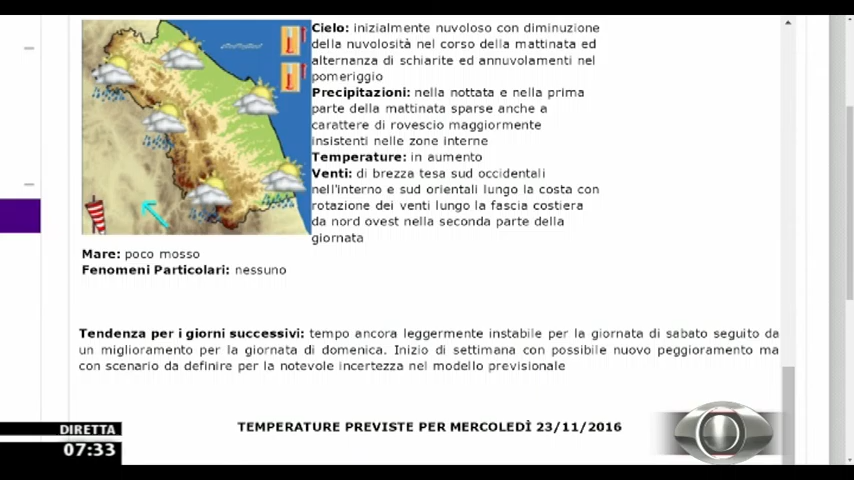 Cielo: inizialmente nuvoloso con diminuzione
della nuvolosità nel corso della mattinata ed
alternanza di schiarite ed annuvolamenti nel
pomeriggio
Precipitazioni: nella nottata e nella prima
parte della mattinata sparse anche a
carattere di rovescio maggiormente
insistenti nelle zone interne
Temperature: in aumento
Venti: di brezza tesa sud occidentali
nell'interno e sud orientali lungo la costa con
rotazione dei venti lungo la fascia costiera
da nord ovest nella seconda parte della
giornata
Mare: poco mosso
Fenomeni Particolari: nessuno
Tendenza per i giorni successivi: tempo ancora leggermente instabile per la giornata di sabato seguito da
un miglioramento per la giornata di domenica. Inizio di settimana con possibile nuovo peggioramento ma
con scenario da definire per la notevole incertezza nel modello previsionale
TEMPERATURE PREVISTE PER MERCOLEDÌ 23/11/2016
DIRETTA
07:33